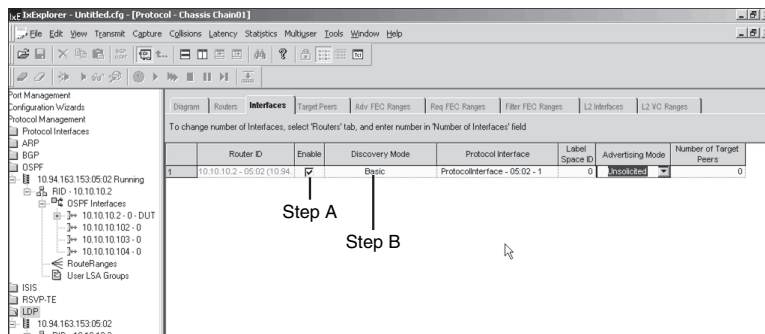 IxE IxExplorer - Untitled.cfg - [Protocol - Chassis Chain01]
File Edit View Transmit Capture Collisions Latency Statistics Multiuser Tools Window Help
Port Management
Configuration Wizards
Protocol Management
Protocol Interfaces
ARP
BGP
OSPF
10.94.163.153:05:02 Running
RID - 10.10.10.2
OSPF Interfaces
10.10.10.2 - 0 - DUT
10.10.10.102 - 0
10.10.10.103 - 0
10.10.10.104 - 0
RouteRanges
User LSA Groups
ISIS
RSVP-TE
LDP
10.94.163.153:05:02
RID - 10.10.10.2
Diagram Routers Interfaces Target Peers Adv FEC Ranges Req FEC Ranges Filter FEC Ranges L2 Interfaces L2 VC Ranges
To change number of Interfaces, select 'Routers' tab, and enter number in 'Number of Interfaces' field
Router ID Enable Discovery Mode Protocol Interface Label Space ID Advertising Mode Number of Target Peers
1 10.10.10.2 - 05:02 (10.94. Basic ProtocolInterface - 05:02 - 1 0 Unsolicited 0
Step A
Step B